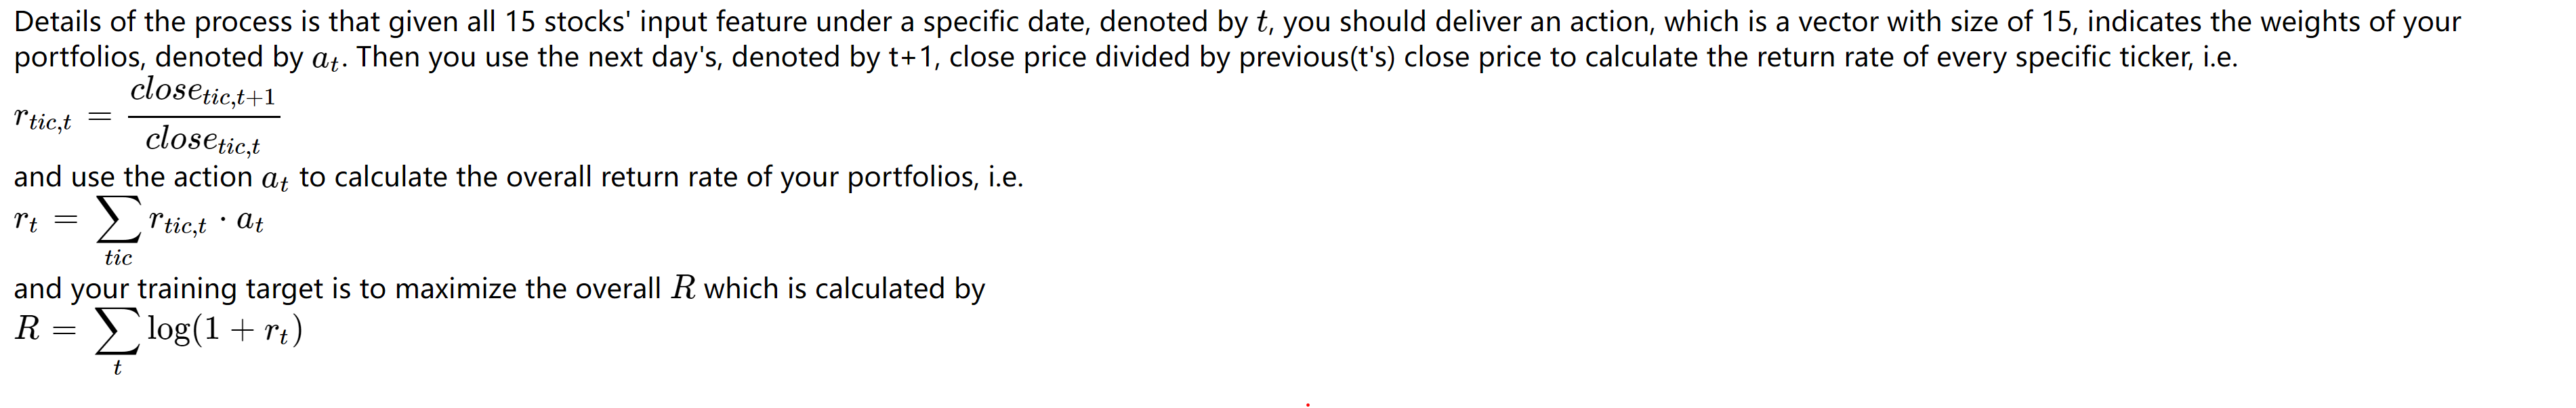 Details of the process is that given all 15 stocks' input feature under a specific date, denoted by t, you should deliver an action, which is a vector with size of 15, indicates the weights of your
portfolios, denoted by a_t. Then you use the next day's, denoted by t+1, close price divided by previous(t's) close price to calculate the return rate of every specific ticker, i.e.
r_{tic,t} = \frac{close_{tic,t+1}}{close_{tic,t}}
and use the action a_t to calculate the overall return rate of your portfolios, i.e.
r_t = \sum_{tic} r_{tic,t} · a_t
and your training target is to maximize the overall R which is calculated by
R = \sum_t log(1 + r_t)